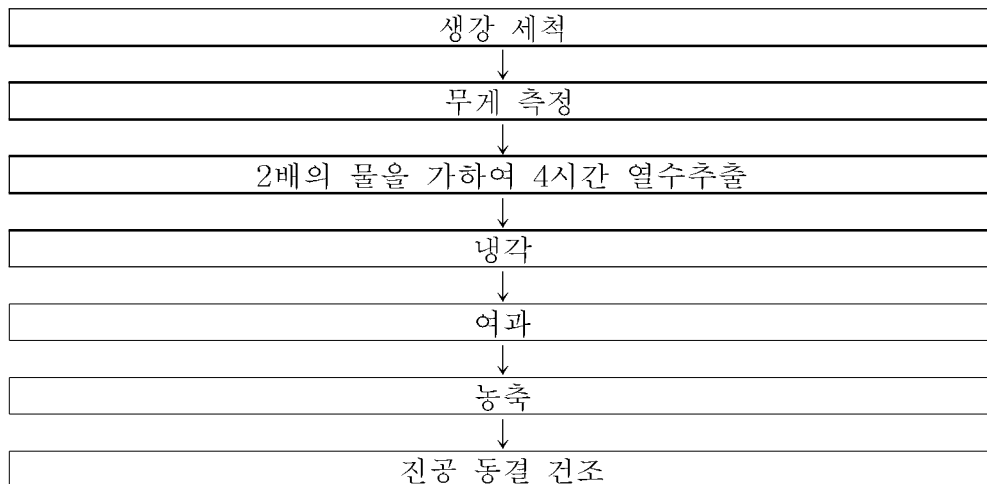 생강 세척
무게 측정
2배의 물을 가하여 4시간 열수추출
냉각
여과
농축
진공 동결 건조